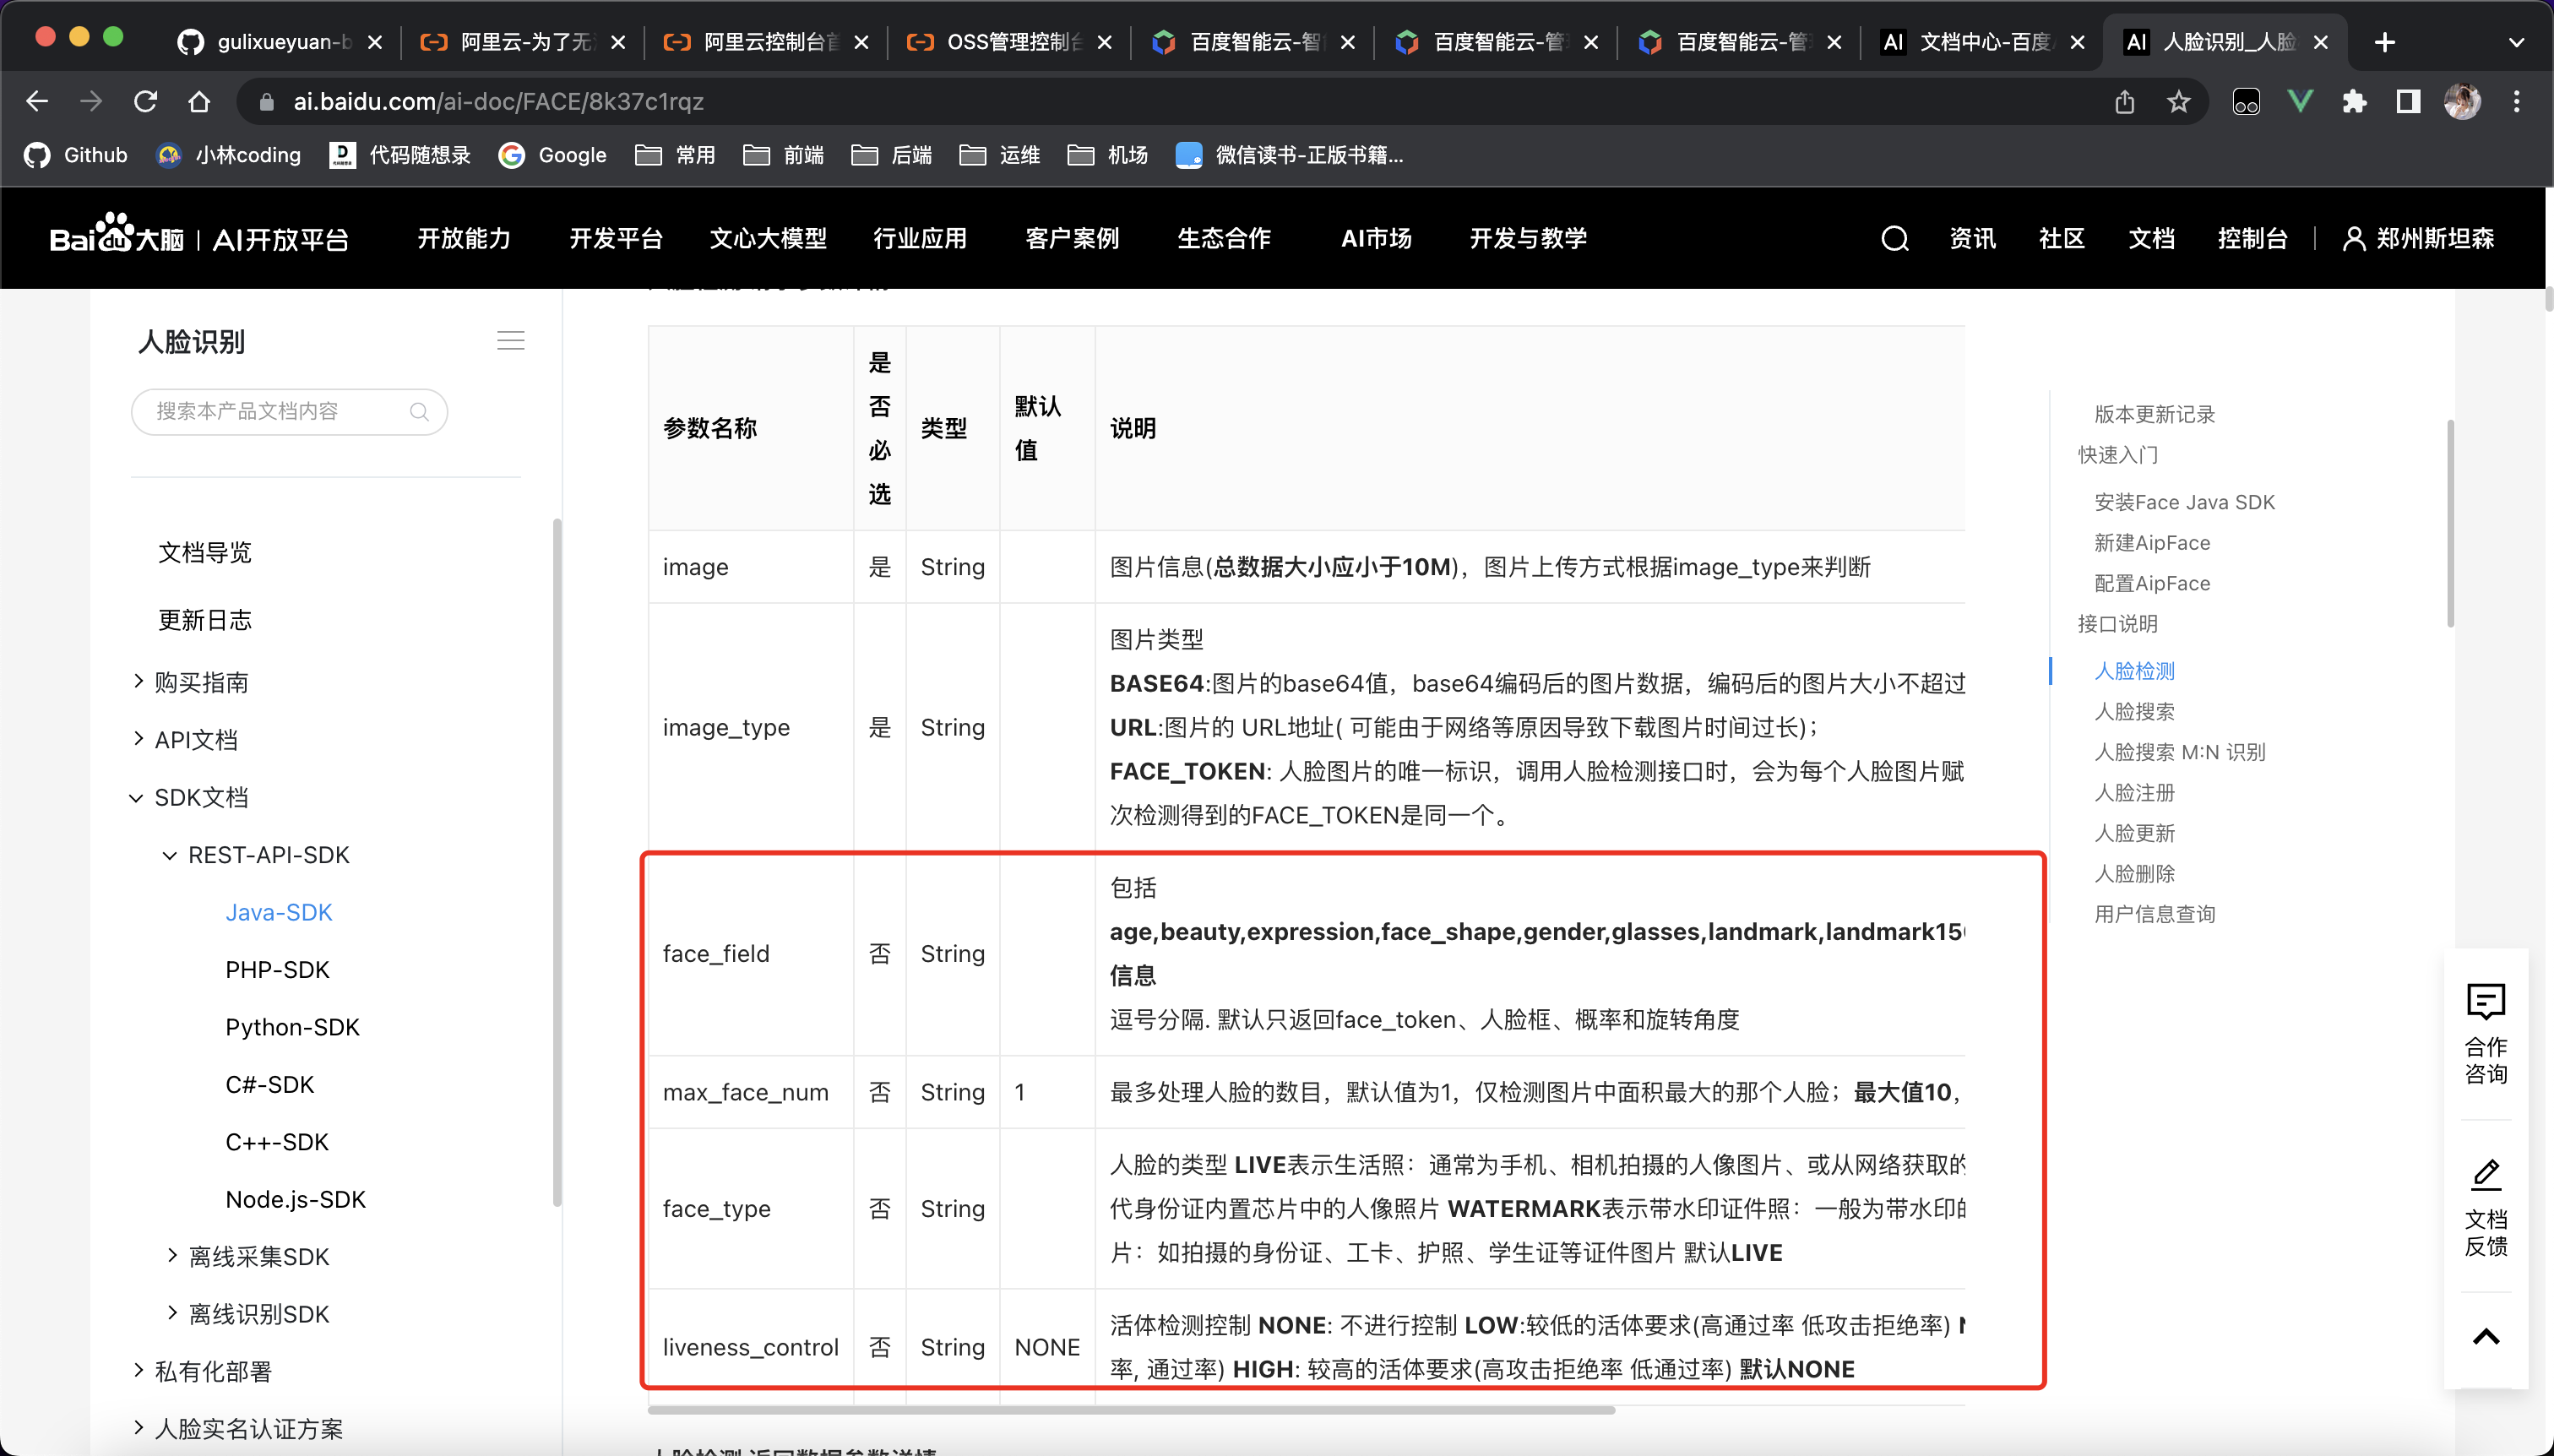 gulixueyuan-b
阿里云-为了无
阿里云控制台首
OSS管理控制台
百度智能云-智
百度智能云-管
百度智能云-管
AI 文档中心-百度
AI 人脸识别_人脸
ai.baidu.com/ai-doc/FACE/8k37c1rqz
Github
小林coding
代码随想录
Google
常用
前端
后端
运维
机场
微信读书-正版书籍...
Bai du 大脑 | AI开放平台
开放能力
开发平台
文心大模型
行业应用
客户案例
生态合作
AI市场
开发与教学
资讯
社区
文档
控制台
郑州斯坦森
人脸识别
搜索本产品文档内容
文档导览
更新日志
购买指南
API文档
SDK文档
REST-API-SDK
Java-SDK
PHP-SDK
Python-SDK
C#-SDK
C++-SDK
Node.js-SDK
离线采集SDK
离线识别SDK
私有化部署
人脸实名认证方案
参数名称 是否必选 类型 默认值 说明
image 是 String 图片信息(总数据大小应小于10M)，图片上传方式根据image_type来判断
image_type 是 String 图片类型
BASE64:图片的base64值，base64编码后的图片数据，编码后的图片大小不超过
URL:图片的 URL地址( 可能由于网络等原因导致下载图片时间过长)；
FACE_TOKEN: 人脸图片的唯一标识，调用人脸检测接口时，会为每个人脸图片赋
次检测得到的FACE_TOKEN是同一个。
face_field 否 String 包括
age,beauty,expression,face_shape,gender,glasses,landmark,landmark15
信息
逗号分隔. 默认只返回face_token、人脸框、概率和旋转角度
max_face_num 否 String 1 最多处理人脸的数目，默认值为1，仅检测图片中面积最大的那个人脸；最大值10，
face_type 否 String 人脸的类型 LIVE表示生活照：通常为手机、相机拍摄的人像图片、或从网络获取的
代身份证内置芯片中的人像照片 WATERMARK表示带水印证件照：一般为带水印的
片：如拍摄的身份证、工卡、护照、学生证等证件图片 默认LIVE
liveness_control 否 String NONE 活体检测控制 NONE: 不进行控制 LOW:较低的活体要求(高通过率 低攻击拒绝率)
率, 通过率) HIGH: 较高的活体要求(高攻击拒绝率 低通过率) 默认NONE
人脸检测 返回数据参数详情
版本更新记录
快速入门
安装Face Java SDK
新建AipFace
配置AipFace
接口说明
人脸检测
人脸搜索
人脸搜索 M:N 识别
人脸注册
人脸更新
人脸删除
用户信息查询
合作
咨询
文档
反馈